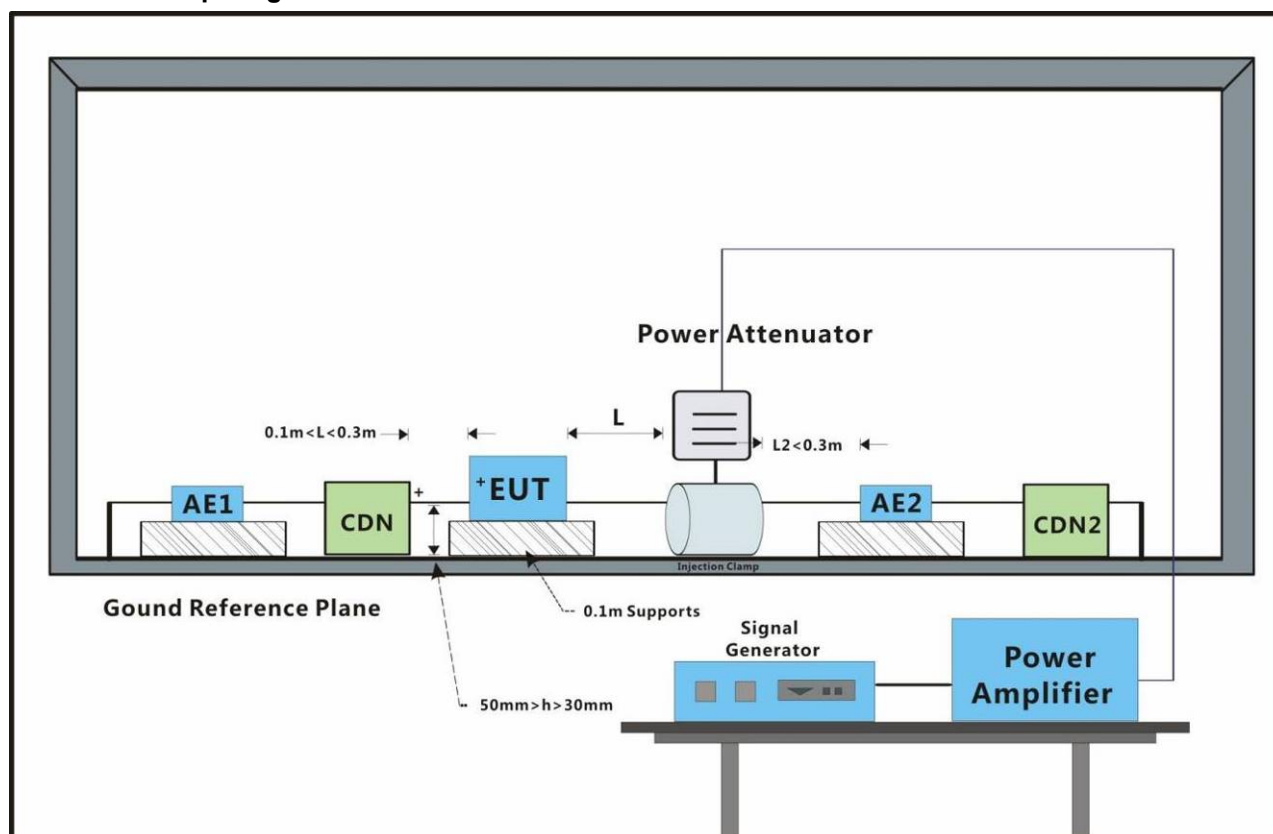 Power Attenuator
0.1m<L<0.3m
L
L2<0.3m
AE1
CDN
+
+EUT
AE2
CDN2
Injection Clamp
Gound Reference Plane
0.1m Supports
50mm>h>30mm
Signal
Generator
Power
Amplifier